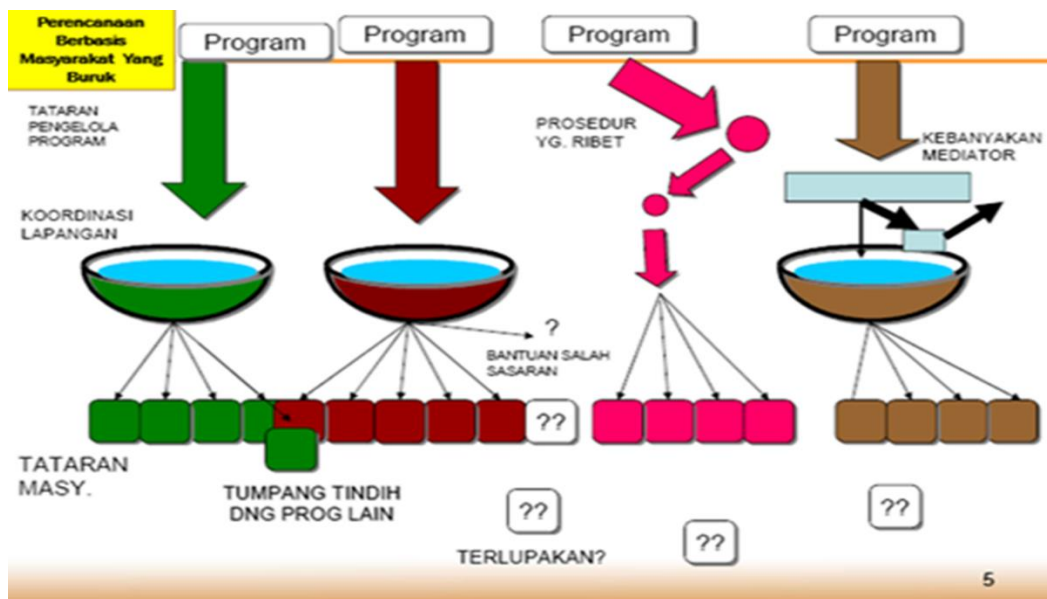 Perencanaan
Berbasis
Masyarakat Yang
Buruk
Program
Program
Program
Program
TATARAN
PENGELOLA
PROGRAM
PROSEDUR
YG. RIBET
KEBANYAKAN
MEDIATOR
KOORDINASI
LAPANGAN
?
BANTUAN SALAH
SASARAN
??
TATARAN
MASY.
TUMPANG TINDIH
DNG PROG LAIN
??
??
??
TERLUPAKAN?
5